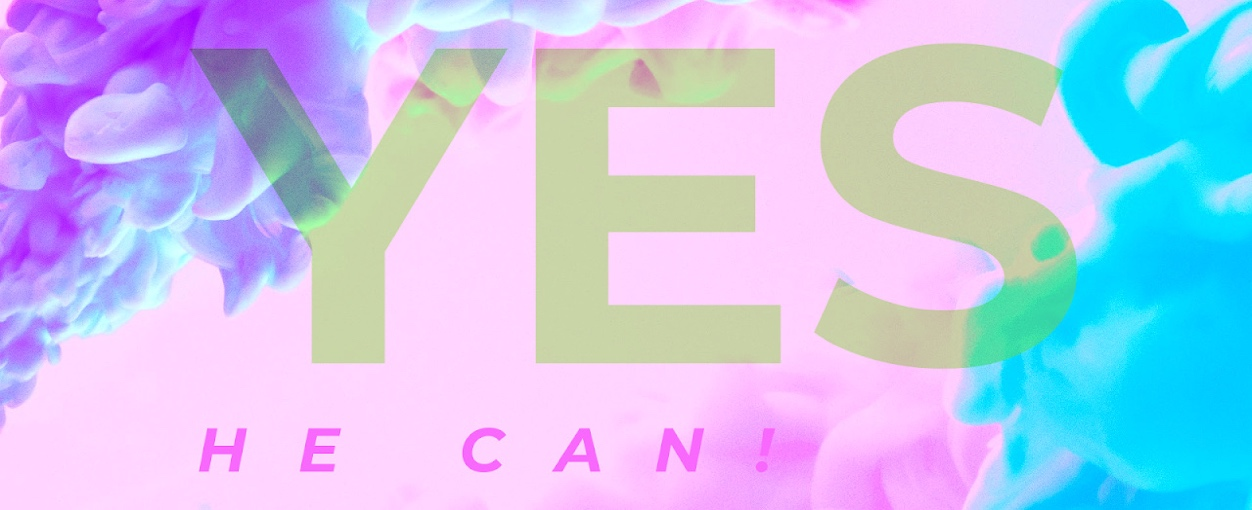 YES
HE CAN!